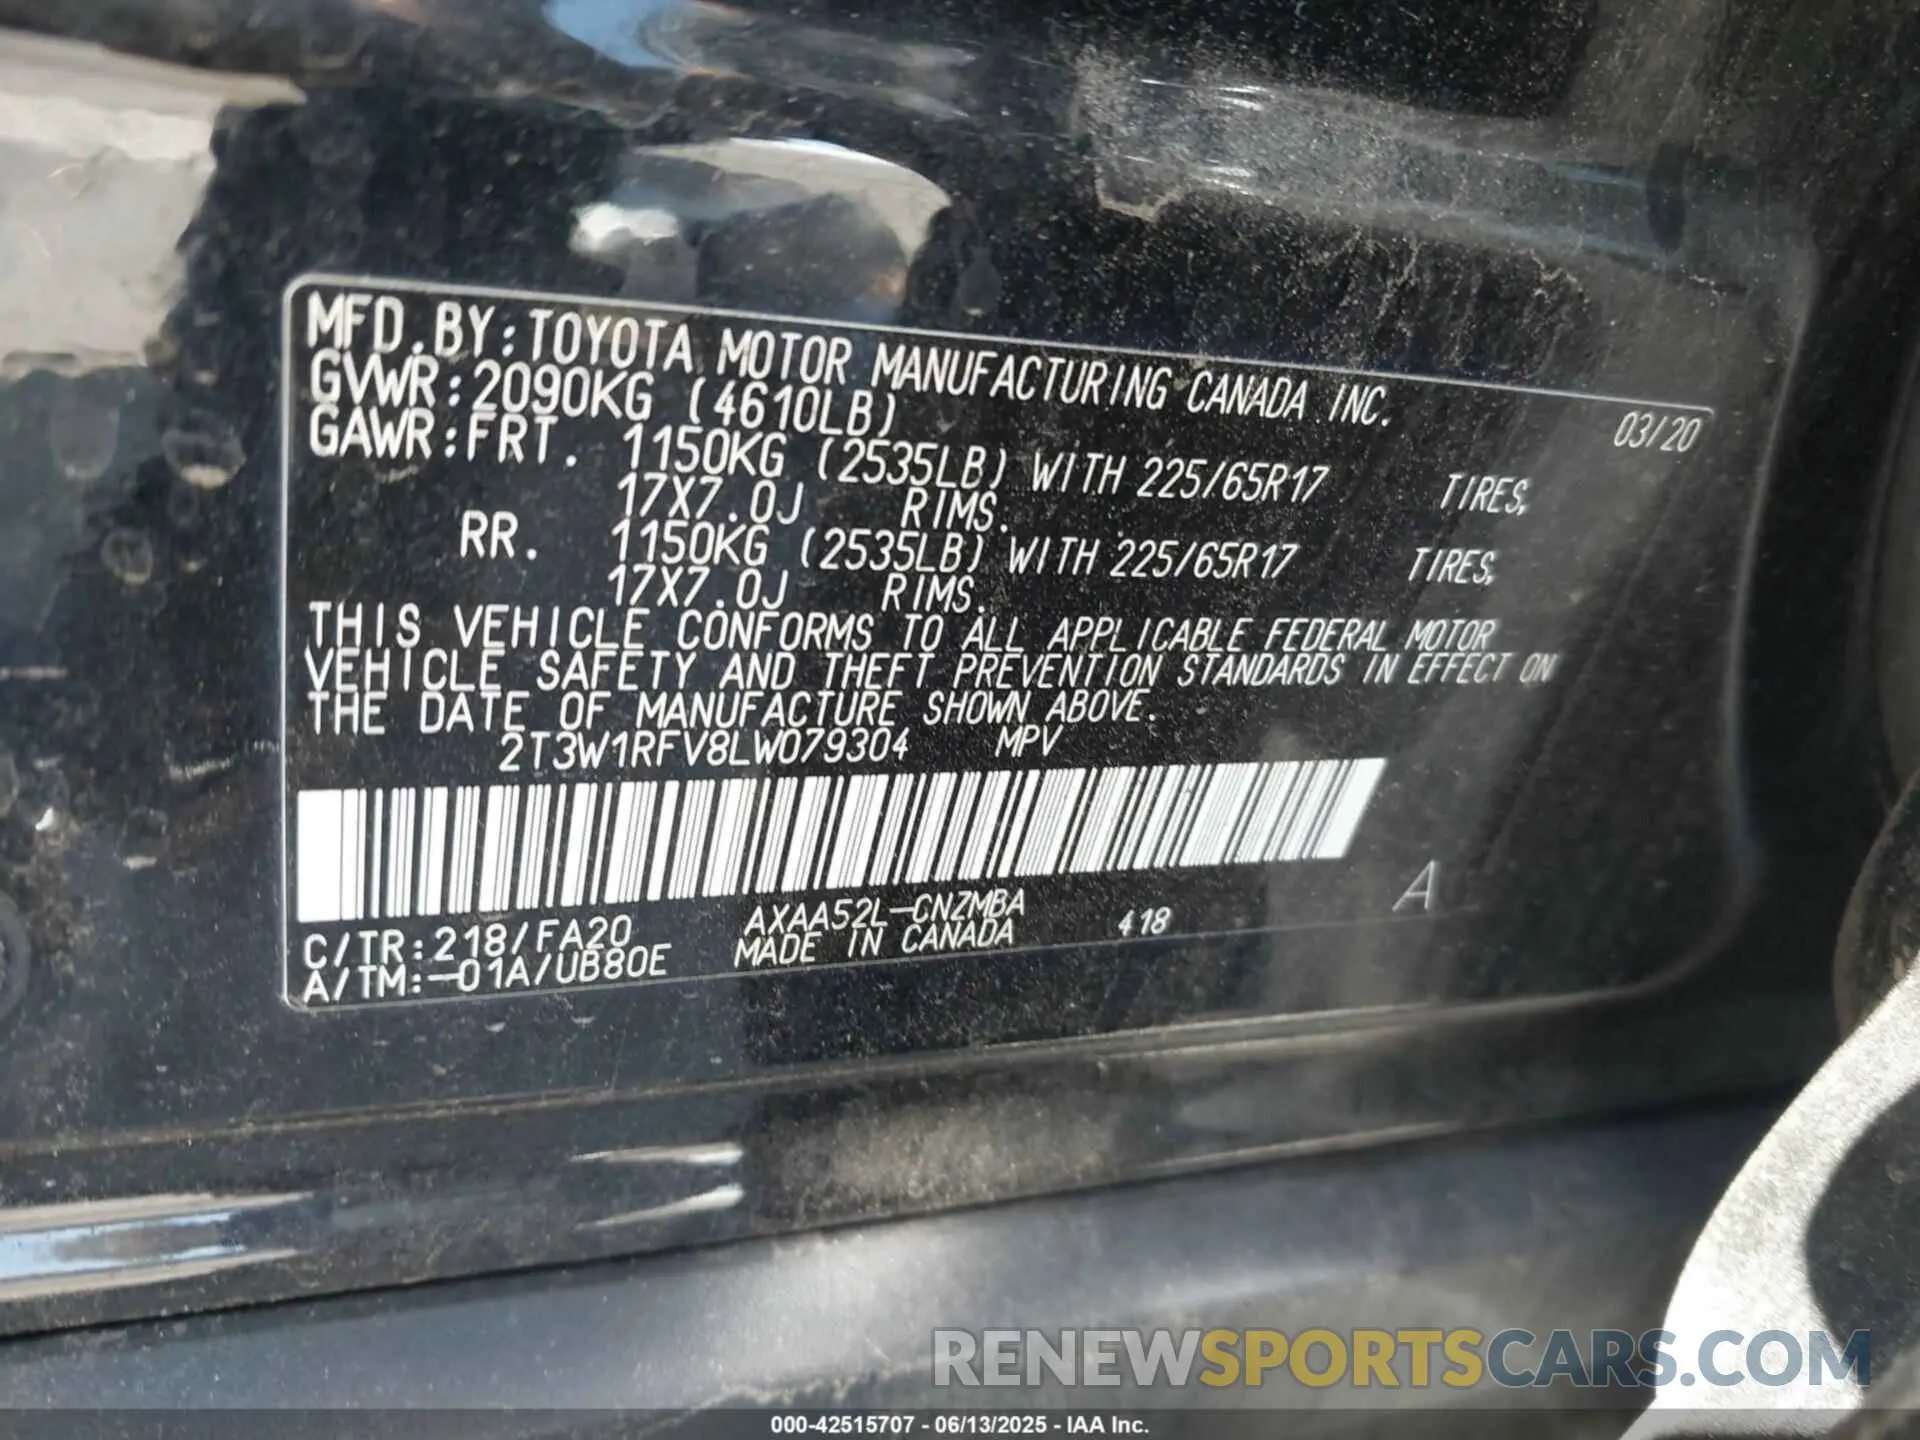 MFD.BY:TOYOTA MOTOR MANUFACTURING CANADA INC. 03/20
GVWR:2090KG (4610LB)
GAWR:FRT. 1150KG (2535LB) WITH 225/65R17 TIRES,
17X7.0J RIMS.
RR. 1150KG (2535LB) WITH 225/65R17 TIRES,
17X7.0J RIMS.
THIS VEHICLE CONFORMS TO ALL APPLICABLE FEDERAL MOTOR
VEHICLE SAFETY AND THEFT PREVENTION STANDARDS IN EFFECT ON
THE DATE OF MANUFACTURE SHOWN ABOVE.
2T3W1RFV8LW079304 MPV
A
C/TR:218/FA20 AXAA52L-CNZMBA 418
A/TM:-01A/UB80E MADE IN CANADA
RENEWSPORTSCARS.COM
000-42515707 - 06/13/2025 - IAA Inc.